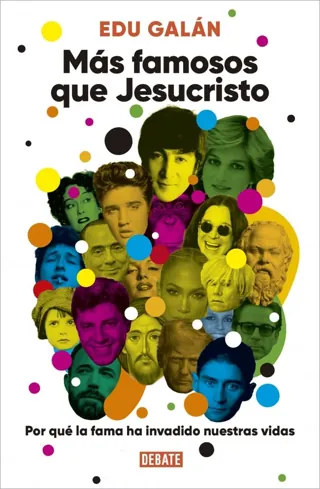 EDU GALÁN
Más famosos
que Jesucristo
Por qué la fama ha invadido nuestras vidas
DEBATE